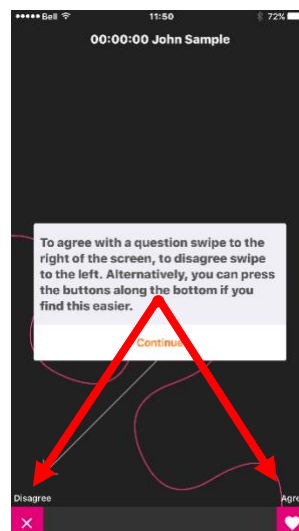 Bell 11:50 72%
00:00:00 John Sample
To agree with a question swipe to the
right of the screen, to disagree swipe
to the left. Alternatively, you can press
the buttons along the bottom if you
find this easier.
Continue
Disagree Agre